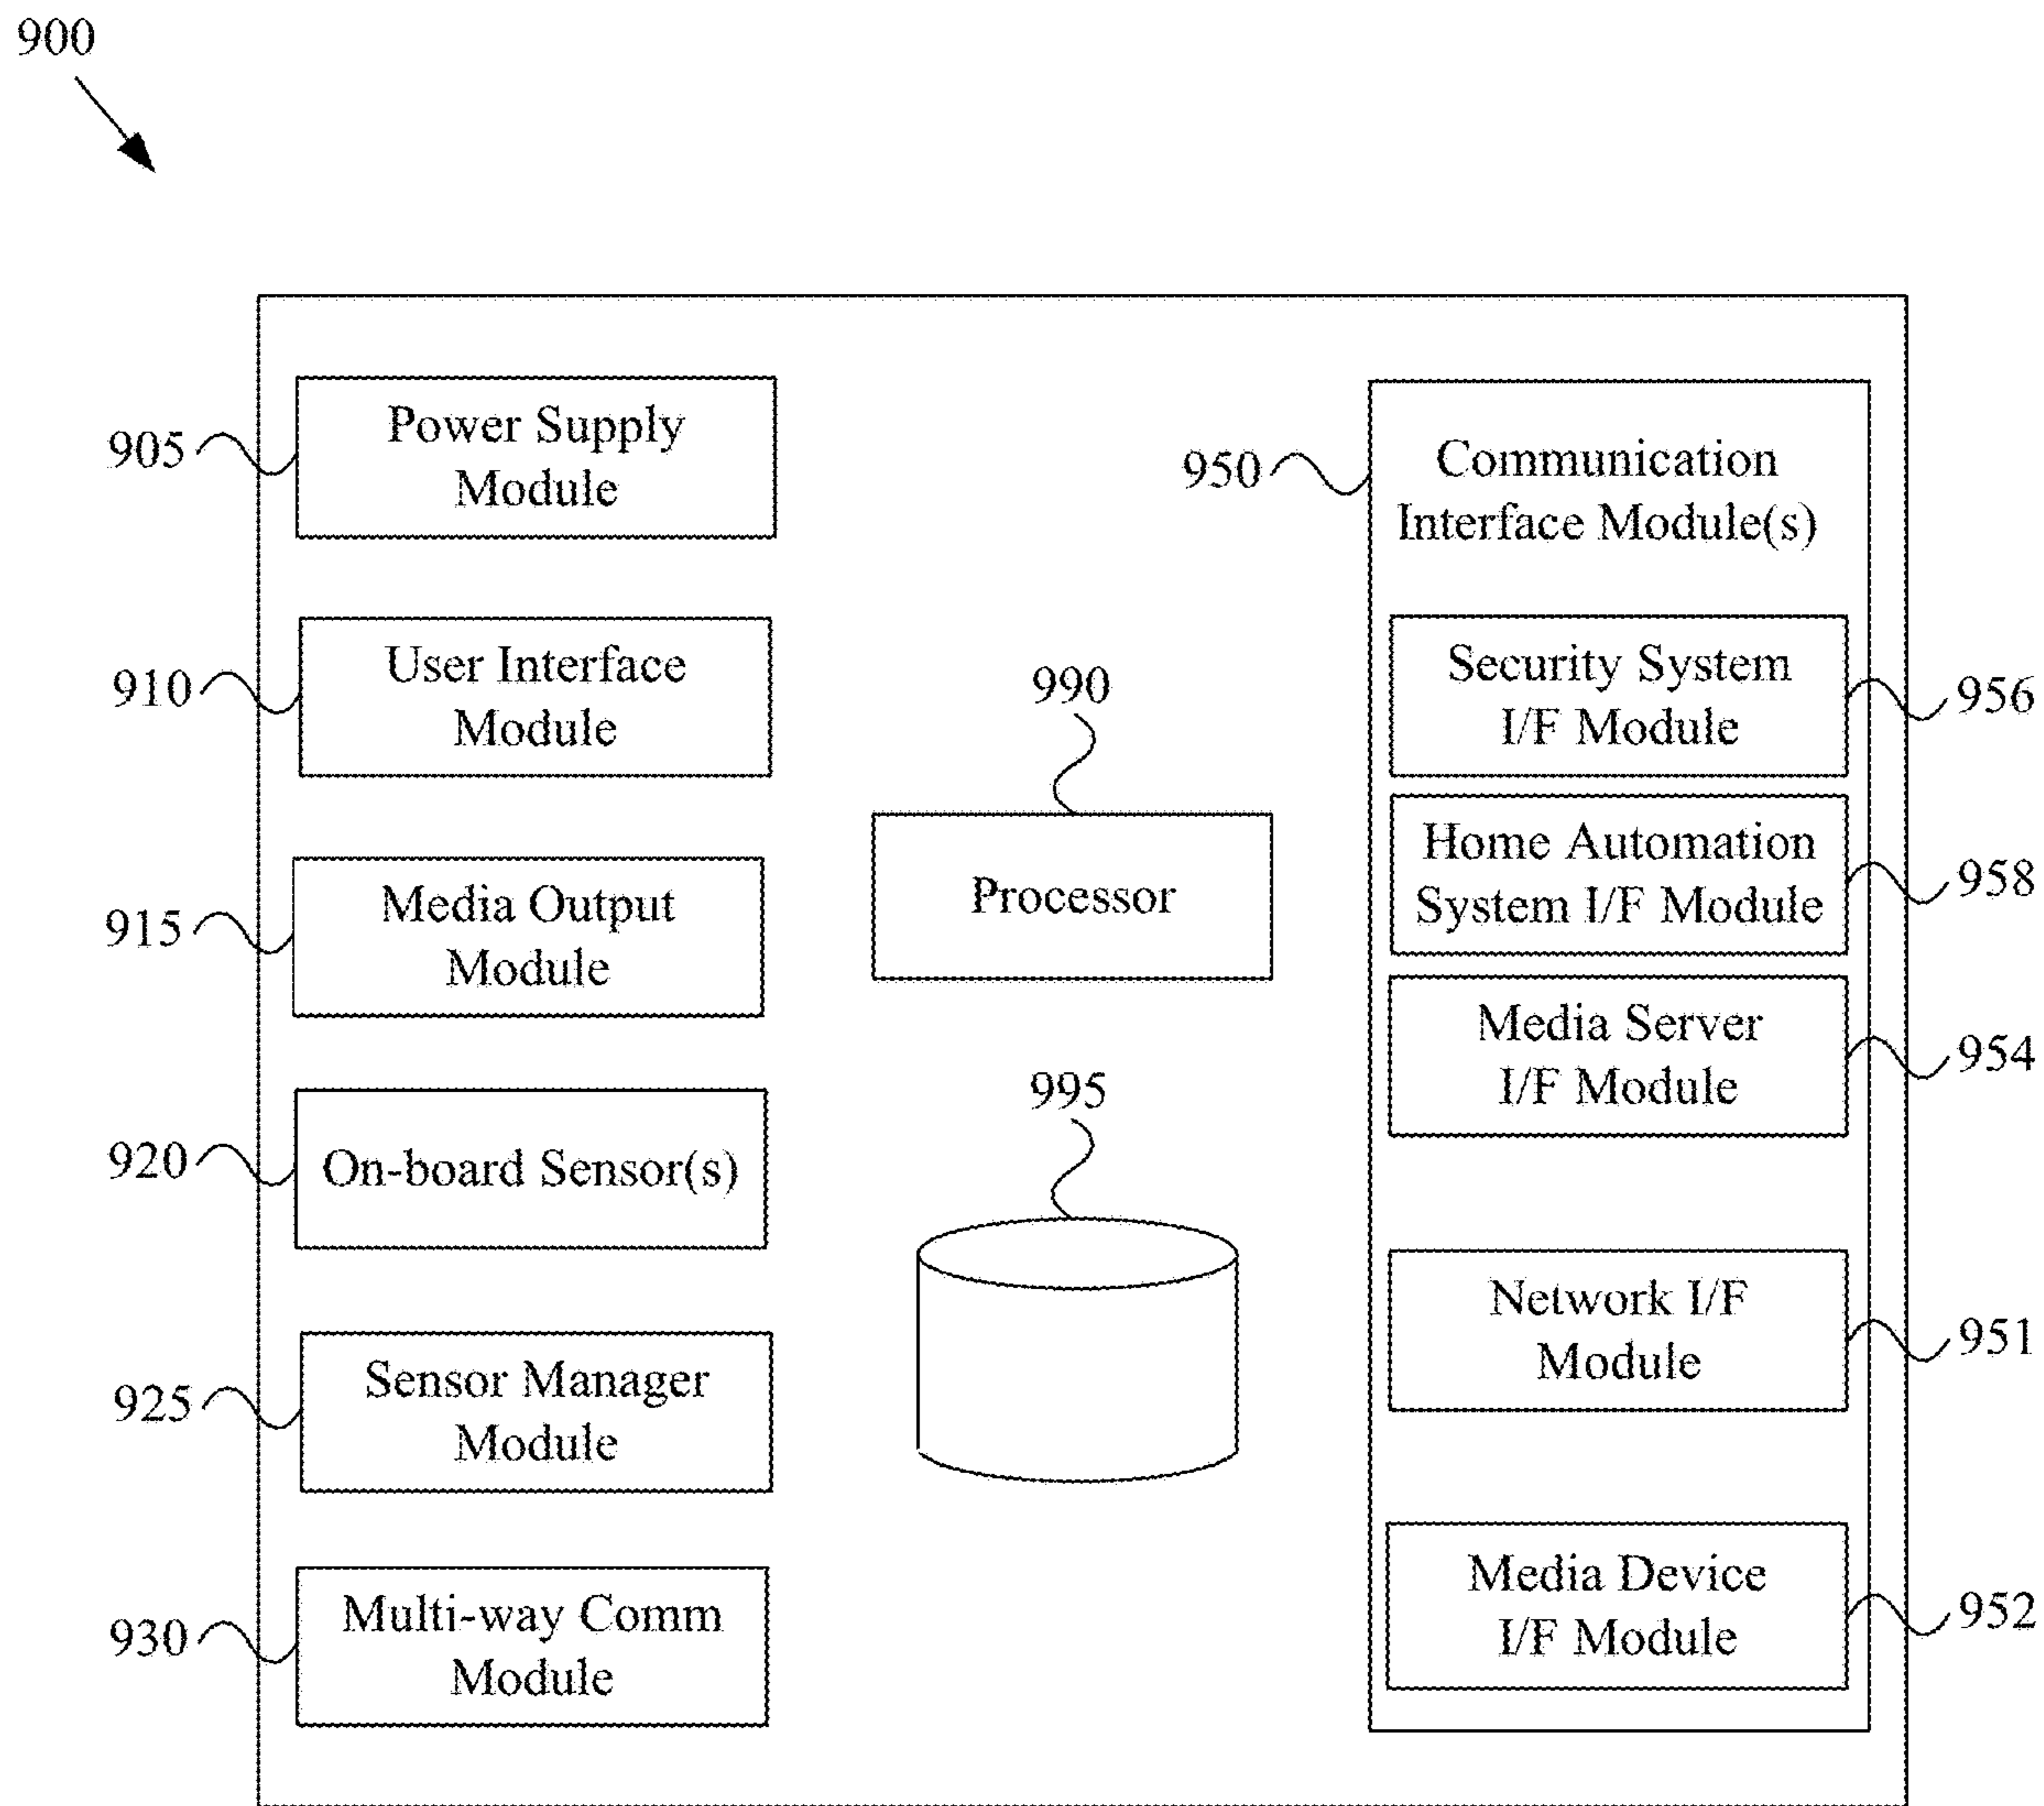 900
905
Power Supply
Module
910
User Interface
Module
915
Media Output
Module
920
On-board Sensor(s)
925
Sensor Manager
Module
930
Multi-way Comm
Module
990
Processor
995
950
Communication
Interface Module(s)
Security System
I/F Module
956
Home Automation
System I/F Module
958
Media Server
I/F Module
954
Network I/F
Module
951
Media Device
I/F Module
952